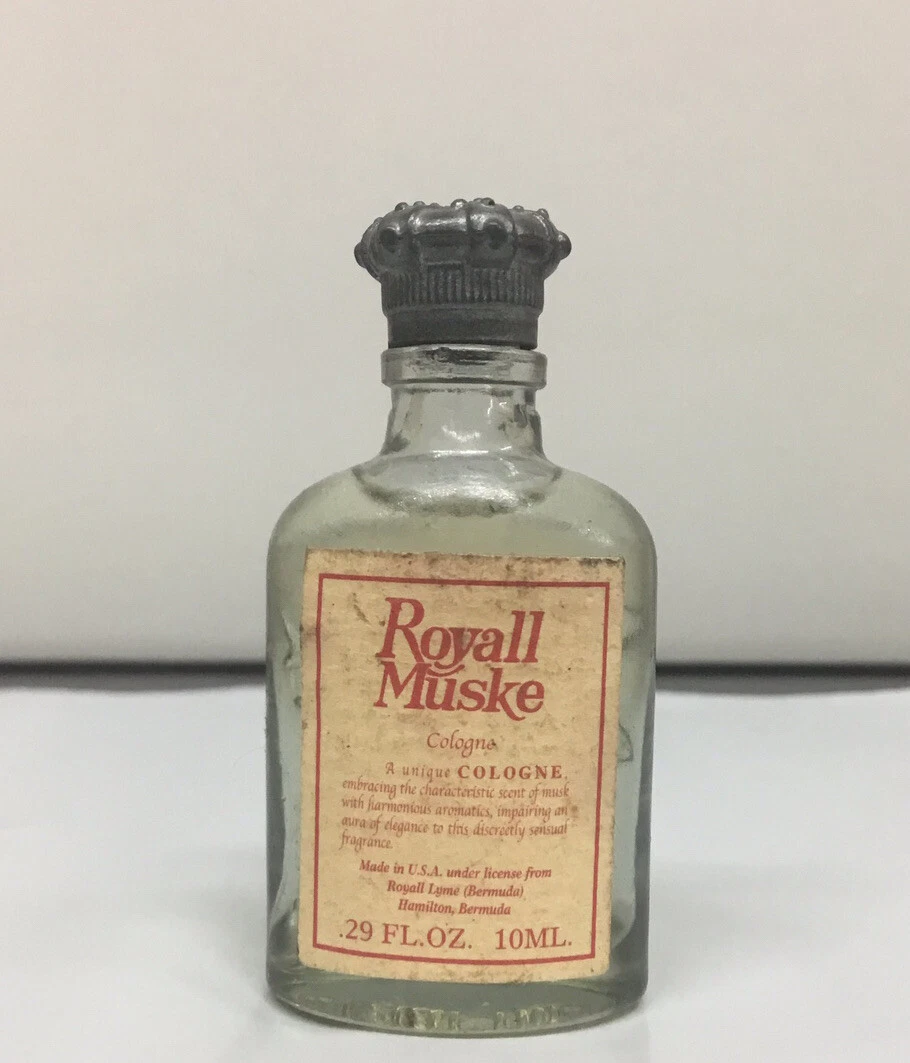 Royall
Muske
Cologne
A unique COLOGNE,
embracing the characteristic scent of musk
with harmonious aromatics, impairing an
aura of elegance to this discreetly sensual
fragrance.
Made in U.S.A. under license from
Royall Lyme (Bermuda)
Hamilton, Bermuda
.29 FL.OZ. 10ML.